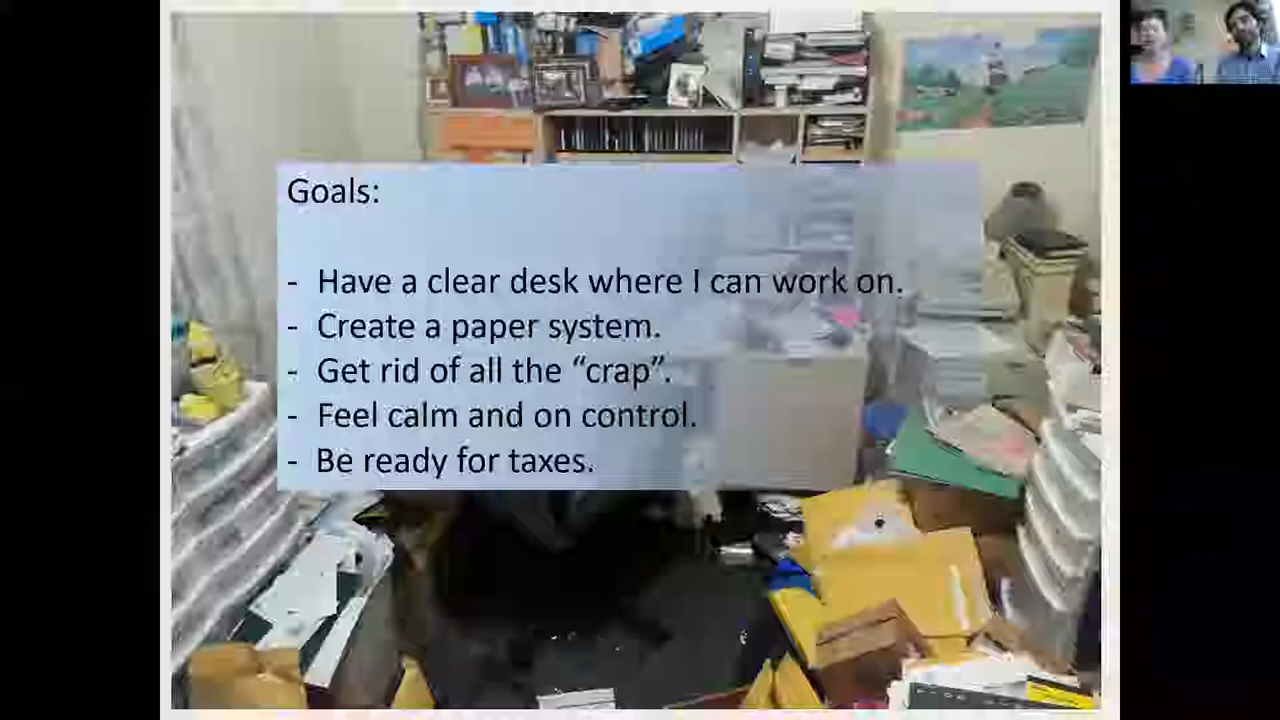 Goals:
- Have a clear desk where I can work on.
- Create a paper system.
- Get rid of all the “crap”.
- Feel calm and on control.
- Be ready for taxes.